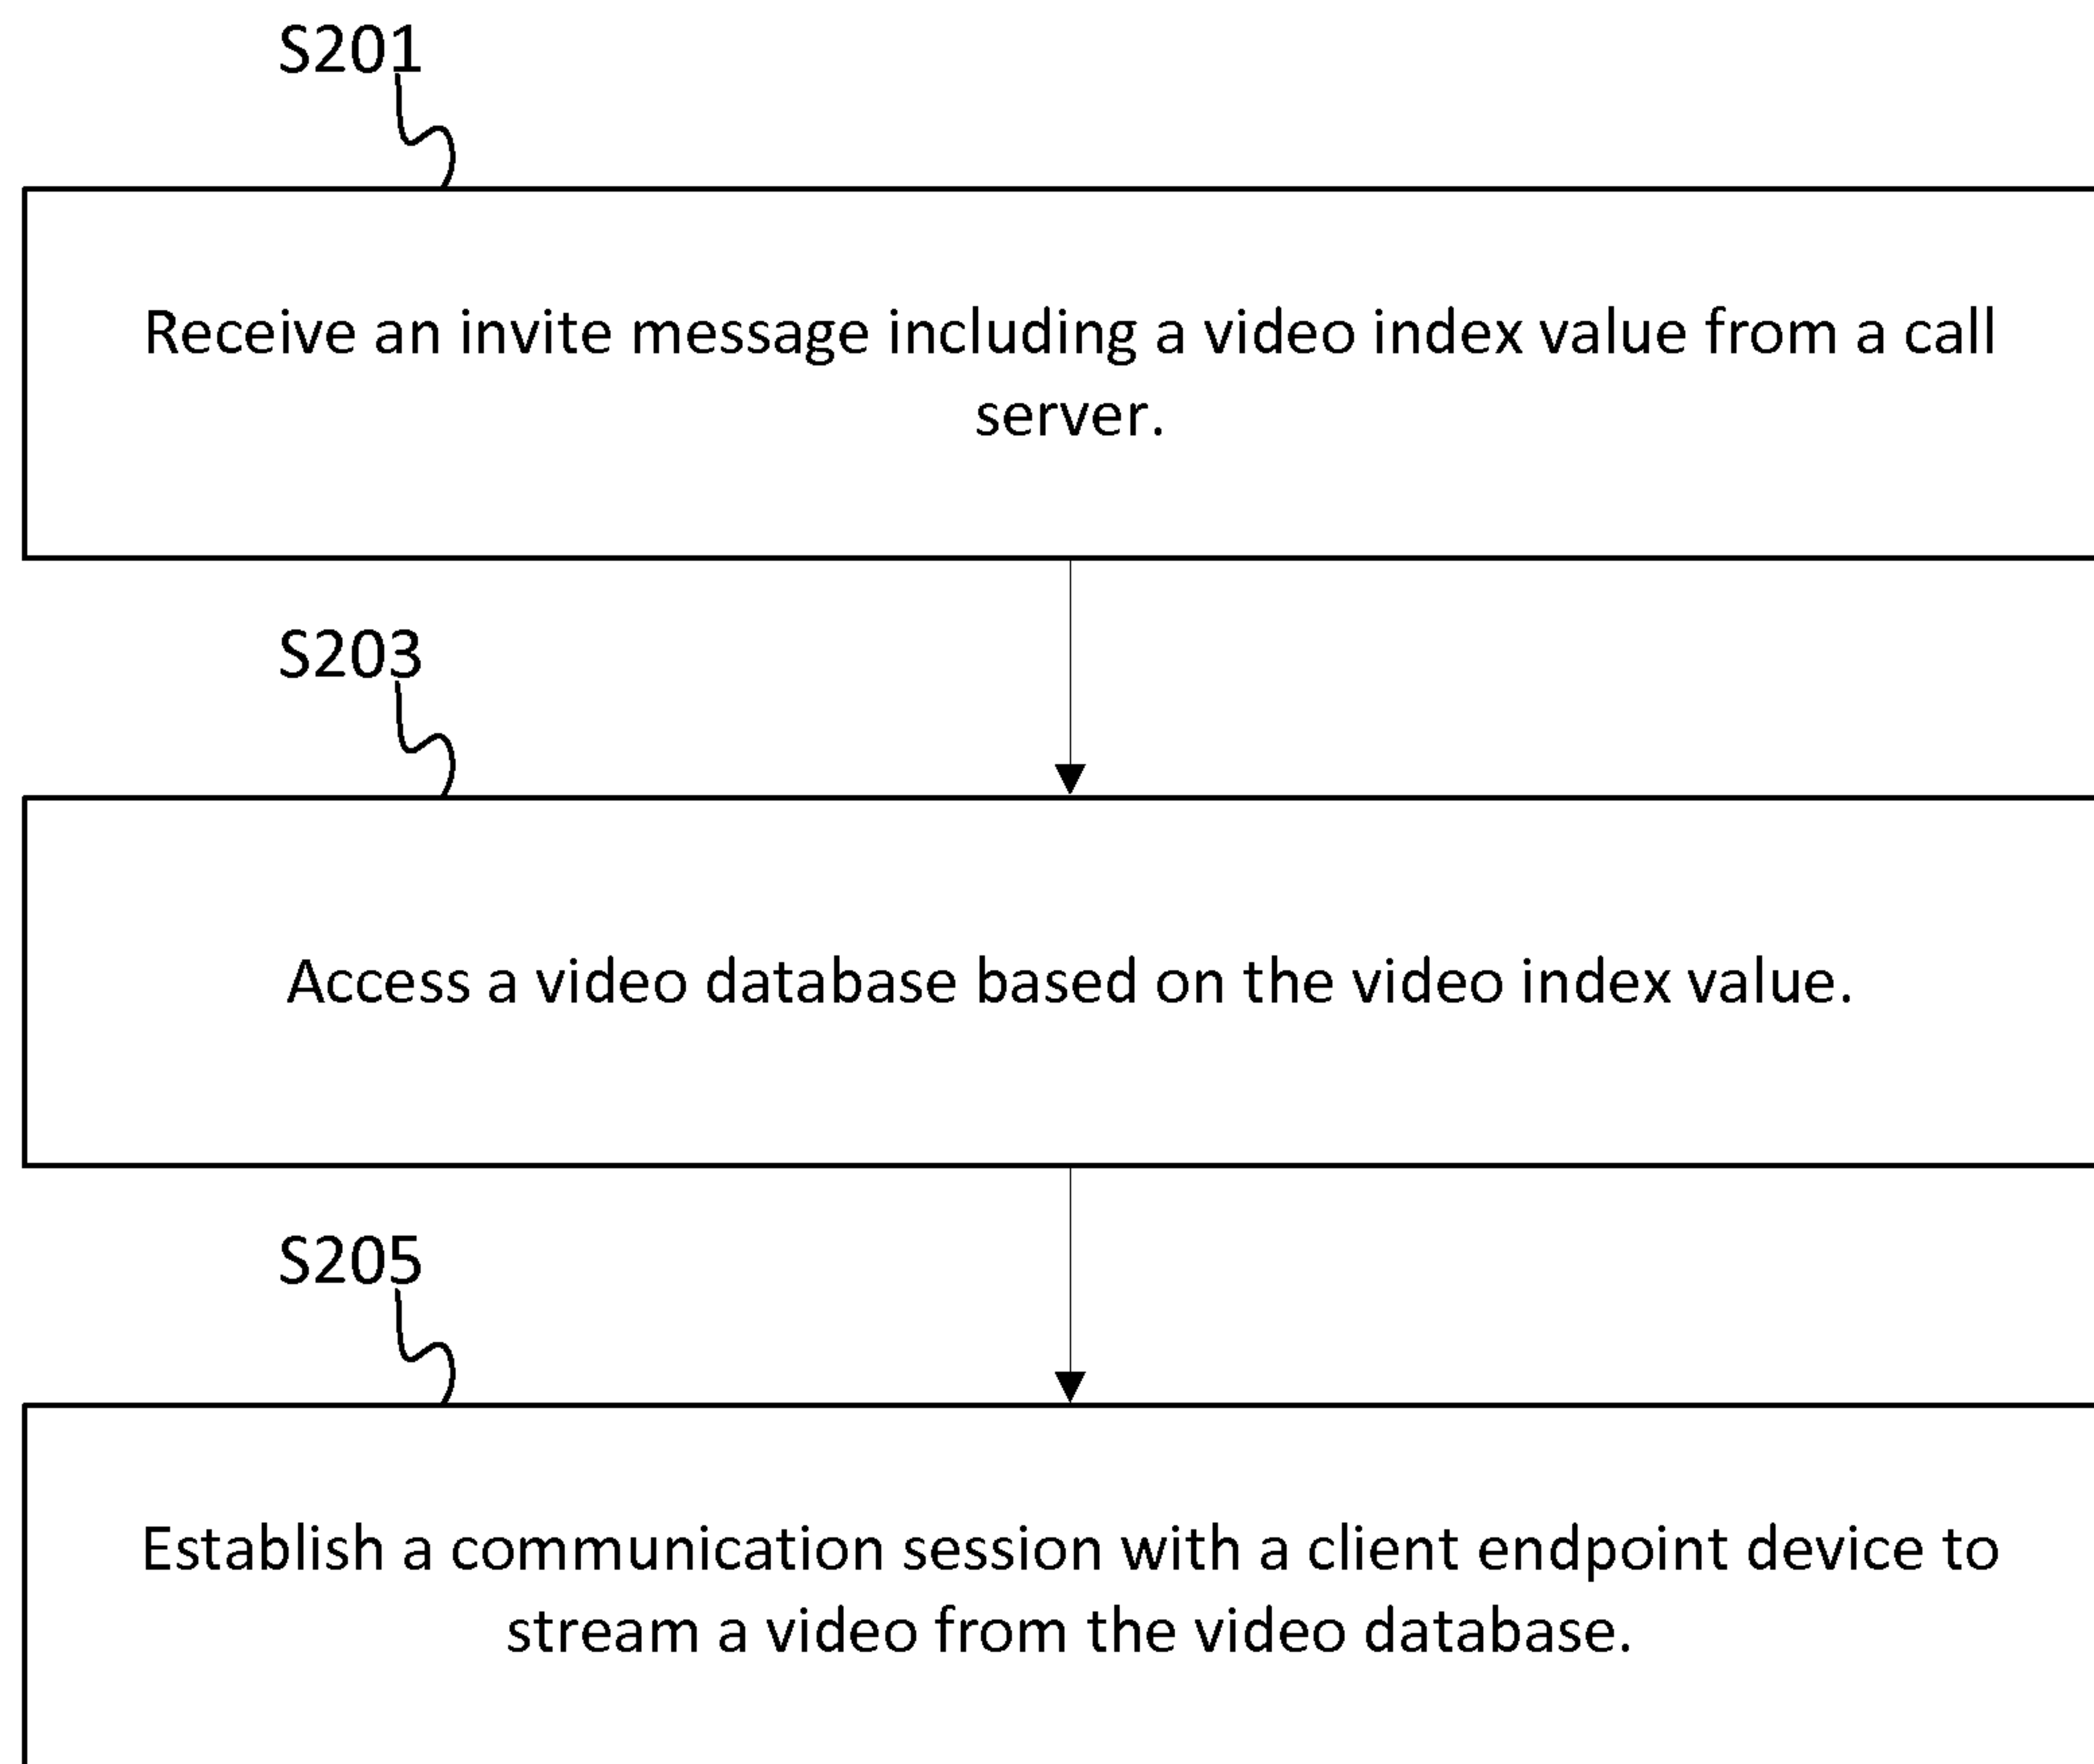 S201
Receive an invite message including a video index value from a call
server.
S203
Access a video database based on the video index value.
S205
Establish a communication session with a client endpoint device to
stream a video from the video database.